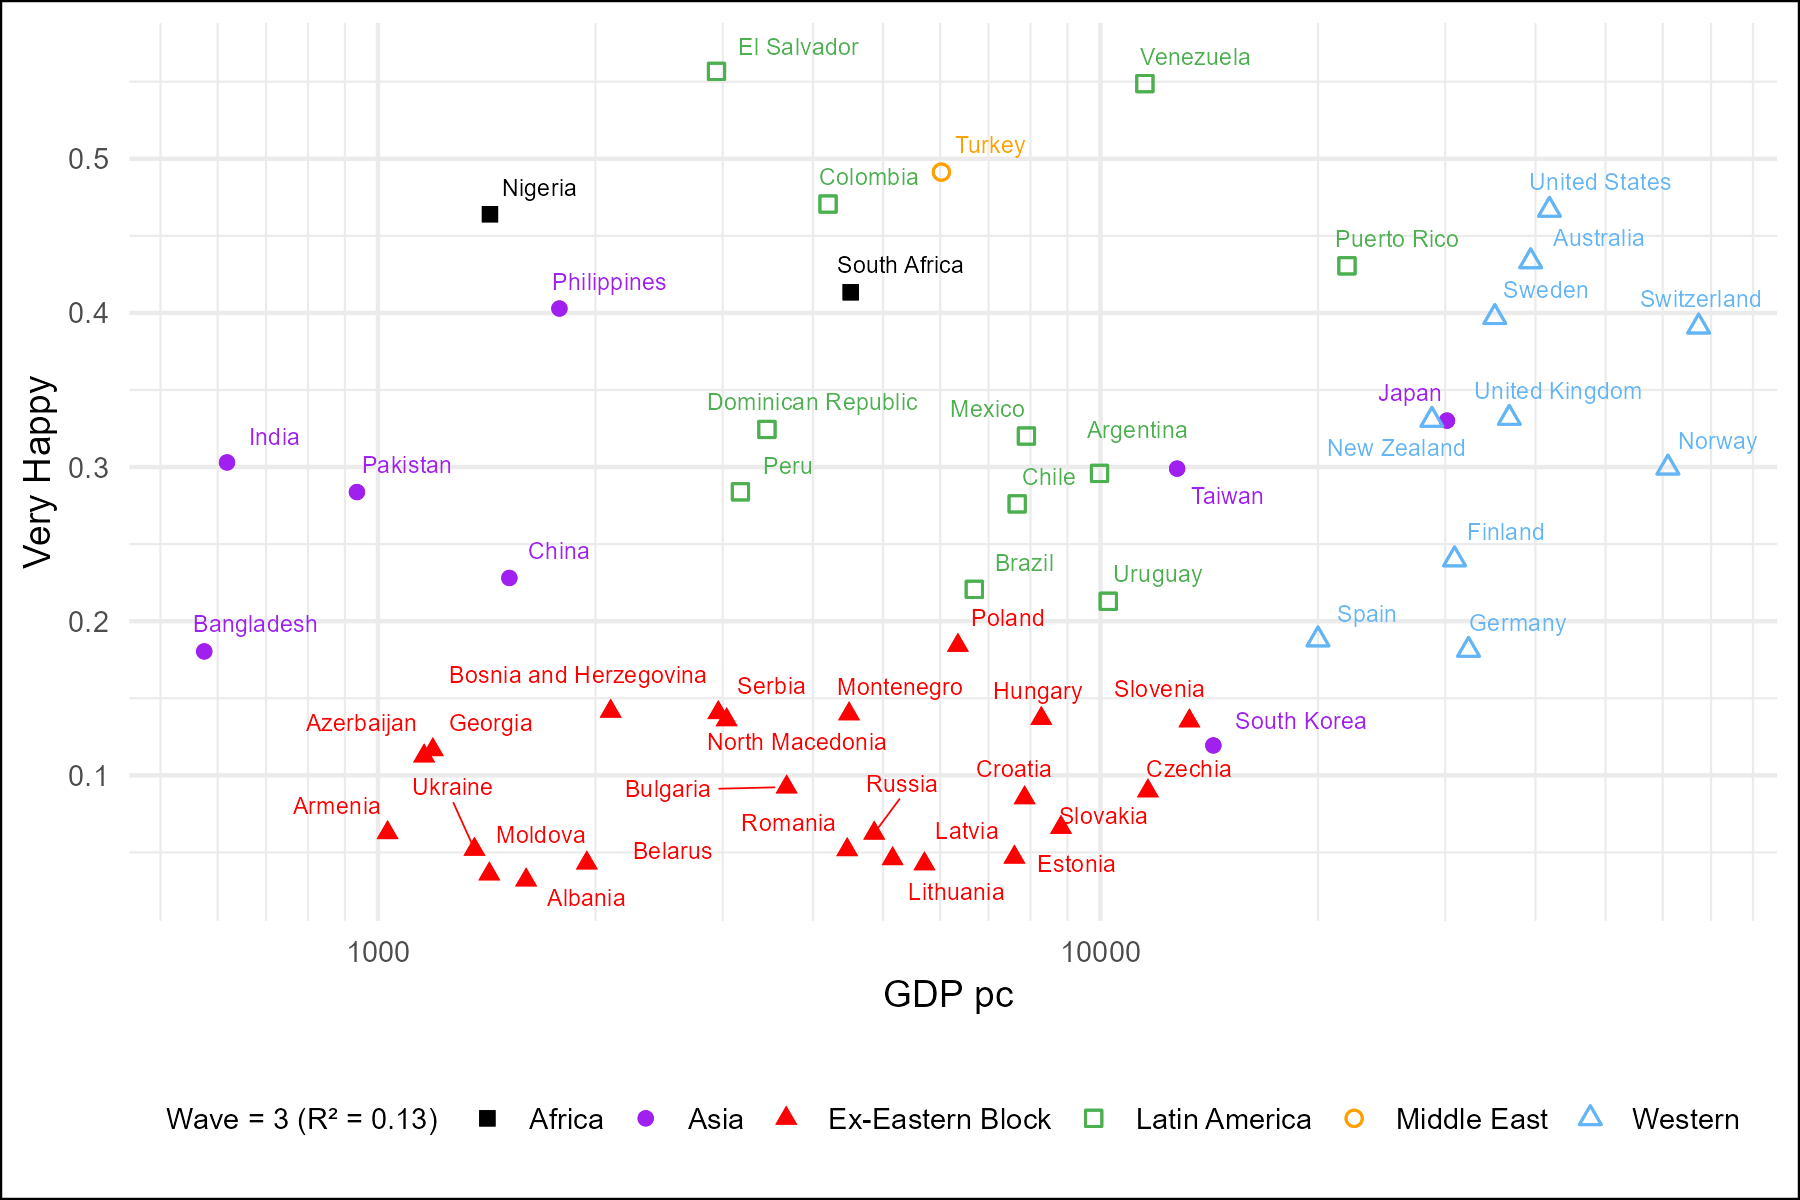 El Salvador
Venezuela
Turkey
0.5
Colombia
United States
Nigeria
Puerto Rico
Australia
South Africa
Philippines
Sweden
Switzerland
0.4
Japan
United Kingdom
Dominican Republic
Mexico
Argentina
India
Norway
New Zealand
0.3
Pakistan
Peru
Chile
Taiwan
Very Happy
China
Finland
Brazil
Uruguay
0.2
Bangladesh
Poland
Spain
Germany
Bosnia and Herzegovina
Serbia
Montenegro
Hungary
Slovenia
Azerbaijan
Georgia
South Korea
North Macedonia
0.1
Croatia
Czechia
Ukraine
Bulgaria
Russia
Armenia
Romania
Slovakia
Moldova
Latvia
Belarus
Estonia
Albania
Lithuania
1000
10000
GDP pc
Wave = 3 (R² = 0.13) Africa Asia Ex-Eastern Block Latin America Middle East Western